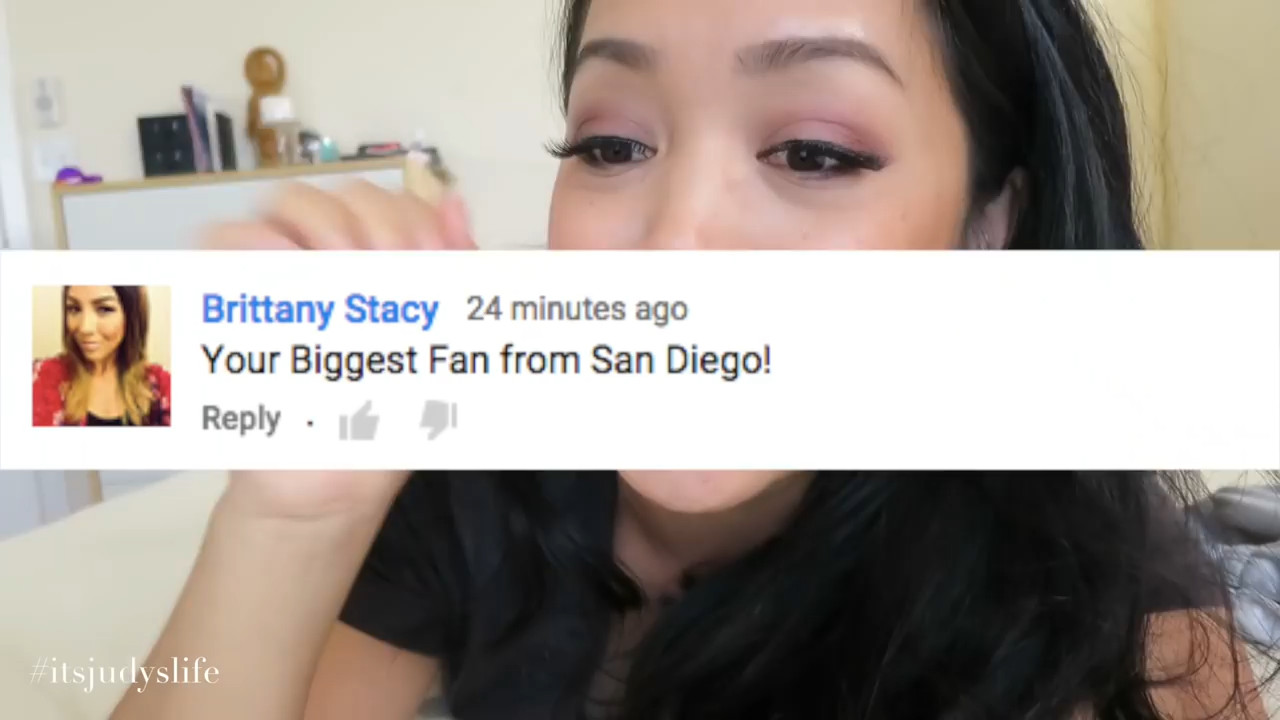 Brittany Stacy 24 minutes ago
Your Biggest Fan from San Diego!
Reply .
#itsjudyslife